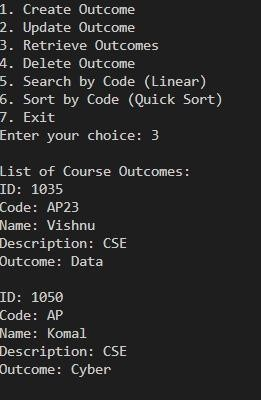 1. Create Outcome
2. Update Outcome
3. Retrieve Outcomes
4. Delete Outcome
5. Search by Code (Linear)
6. Sort by Code (Quick Sort)
7. Exit
Enter your choice: 3
List of Course Outcomes:
ID: 1035
Code: AP23
Name: Vishnu
Description: CSE
Outcome: Data
ID: 1050
Code: AP
Name: Komal
Description: CSE
Outcome: Cyber